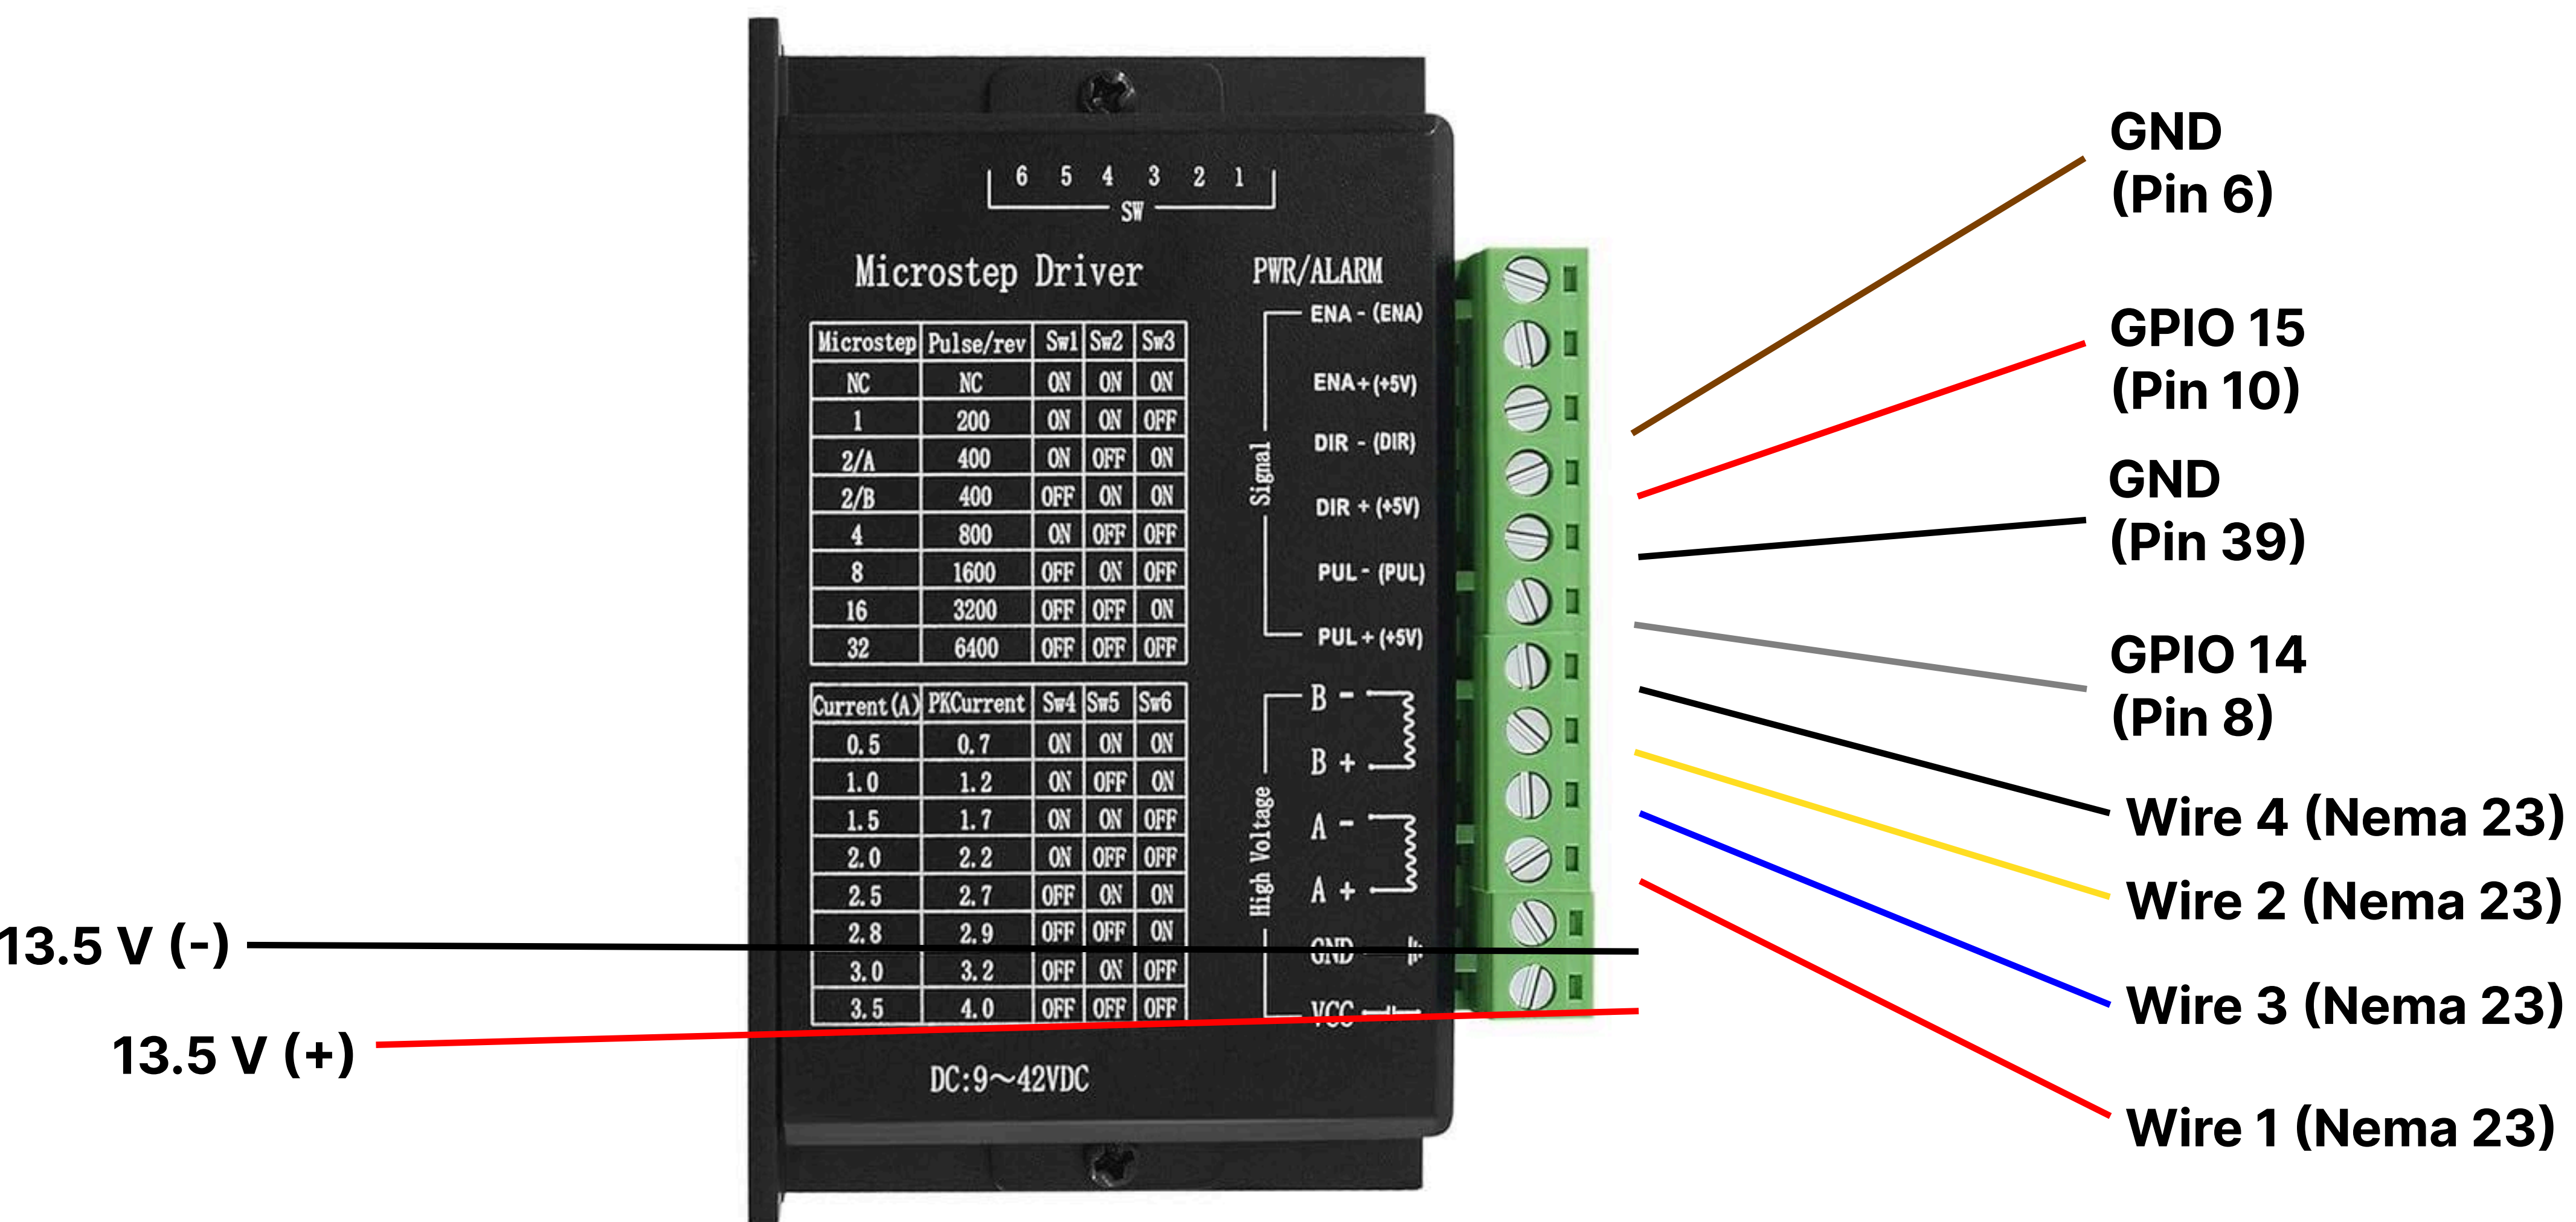 6 5 4 3 2 1
SW
Microstep Driver
PWR/ALARM
Microstep Pulse/rev Sw1 Sw2 Sw3
NC NC ON ON ON
1 200 ON ON OFF
2/A 400 ON OFF ON
2/B 400 OFF ON ON
4 800 ON OFF OFF
8 1600 OFF ON OFF
16 3200 OFF OFF ON
32 6400 OFF OFF OFF
Current(A) PKCurrent Sw4 Sw5 Sw6
0.5 0.7 ON ON ON
1.0 1.2 ON OFF ON
1.5 1.7 ON ON OFF
2.0 2.2 ON OFF OFF
2.5 2.7 OFF ON ON
2.8 2.9 OFF OFF ON
3.0 3.2 OFF ON OFF
3.5 4.0 OFF OFF OFF
DC:9~42VDC
Signal
ENA - (ENA)
ENA+(+5V)
DIR - (DIR)
DIR + (+5V)
PUL - (PUL)
PUL + (+5V)
High Voltage
B -
B +
A -
A +
GND
VCC
13.5 V (-)
13.5 V (+)
GND
(Pin 6)
GPIO 15
(Pin 10)
GND
(Pin 39)
GPIO 14
(Pin 8)
Wire 4 (Nema 23)
Wire 2 (Nema 23)
Wire 3 (Nema 23)
Wire 1 (Nema 23)